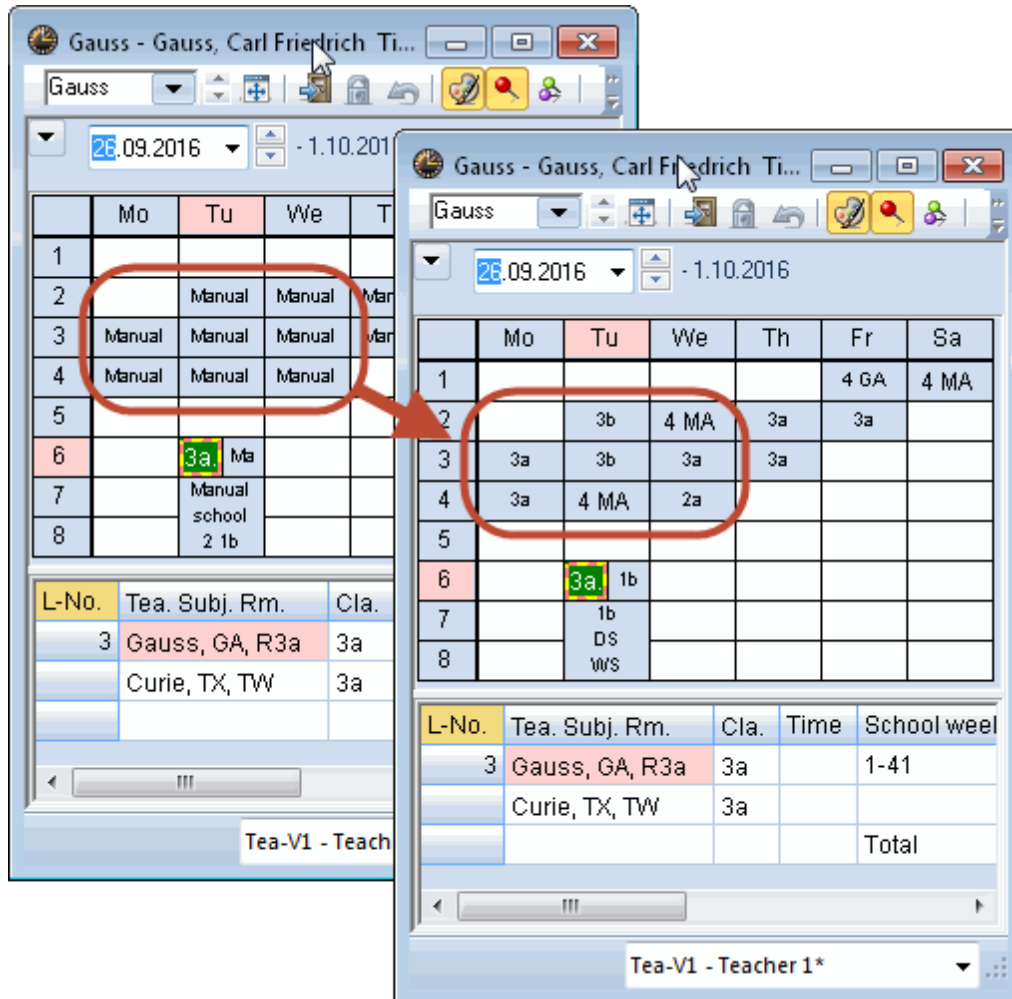 Gauss - Gauss, Carl Friedrich Ti...
Gauss
26.09.2016 - 1.10.201
Mo Tu We T
1
2 Manual Manual Mar
3 Manual Manual Manual Mar
4 Manual Manual Manual
5
6 3a. Ma
7 Manual
school
8 2 1b
L-No. Tea. Subj. Rm. Cla.
3 Gauss, GA, R3a 3a
Curie, TX, TW 3a
Tea-V1 - Teach
Gauss - Gauss, Carl Friedrich Ti...
Gauss
26.09.2016 - 1.10.2016
Mo Tu We Th Fr Sa
1 4 GA 4 MA
2 3b 4 MA 3a 3a
3 3a 3b 3a 3a
4 3a 4 MA 2a
5
6 3a. 1b
7 1b
DS
8 WS
L-No. Tea. Subj. Rm. Cla. Time School weel
3 Gauss, GA, R3a 3a 1-41
Curie, TX, TW 3a
Total
Tea-V1 - Teacher 1*